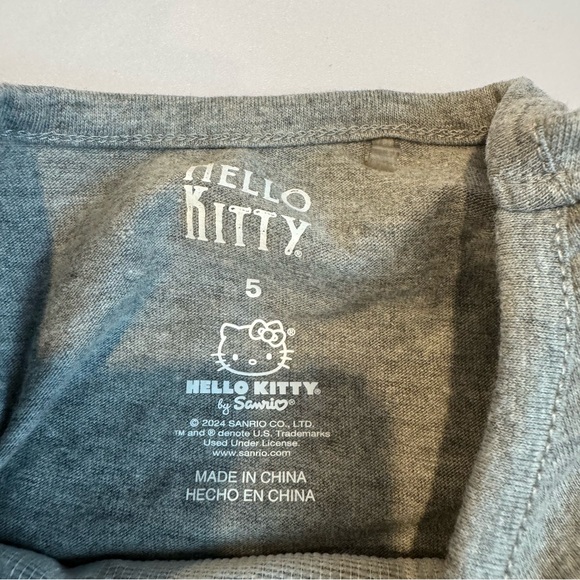 HELLO
KITTY®
5
®
HELLO KITTY®
by Sanrio®
© 2024 SANRIO CO., LTD.
™ and ® denote U.S. Trademarks
Used Under License.
www.sanrio.com
MADE IN CHINA
HECHO EN CHINA